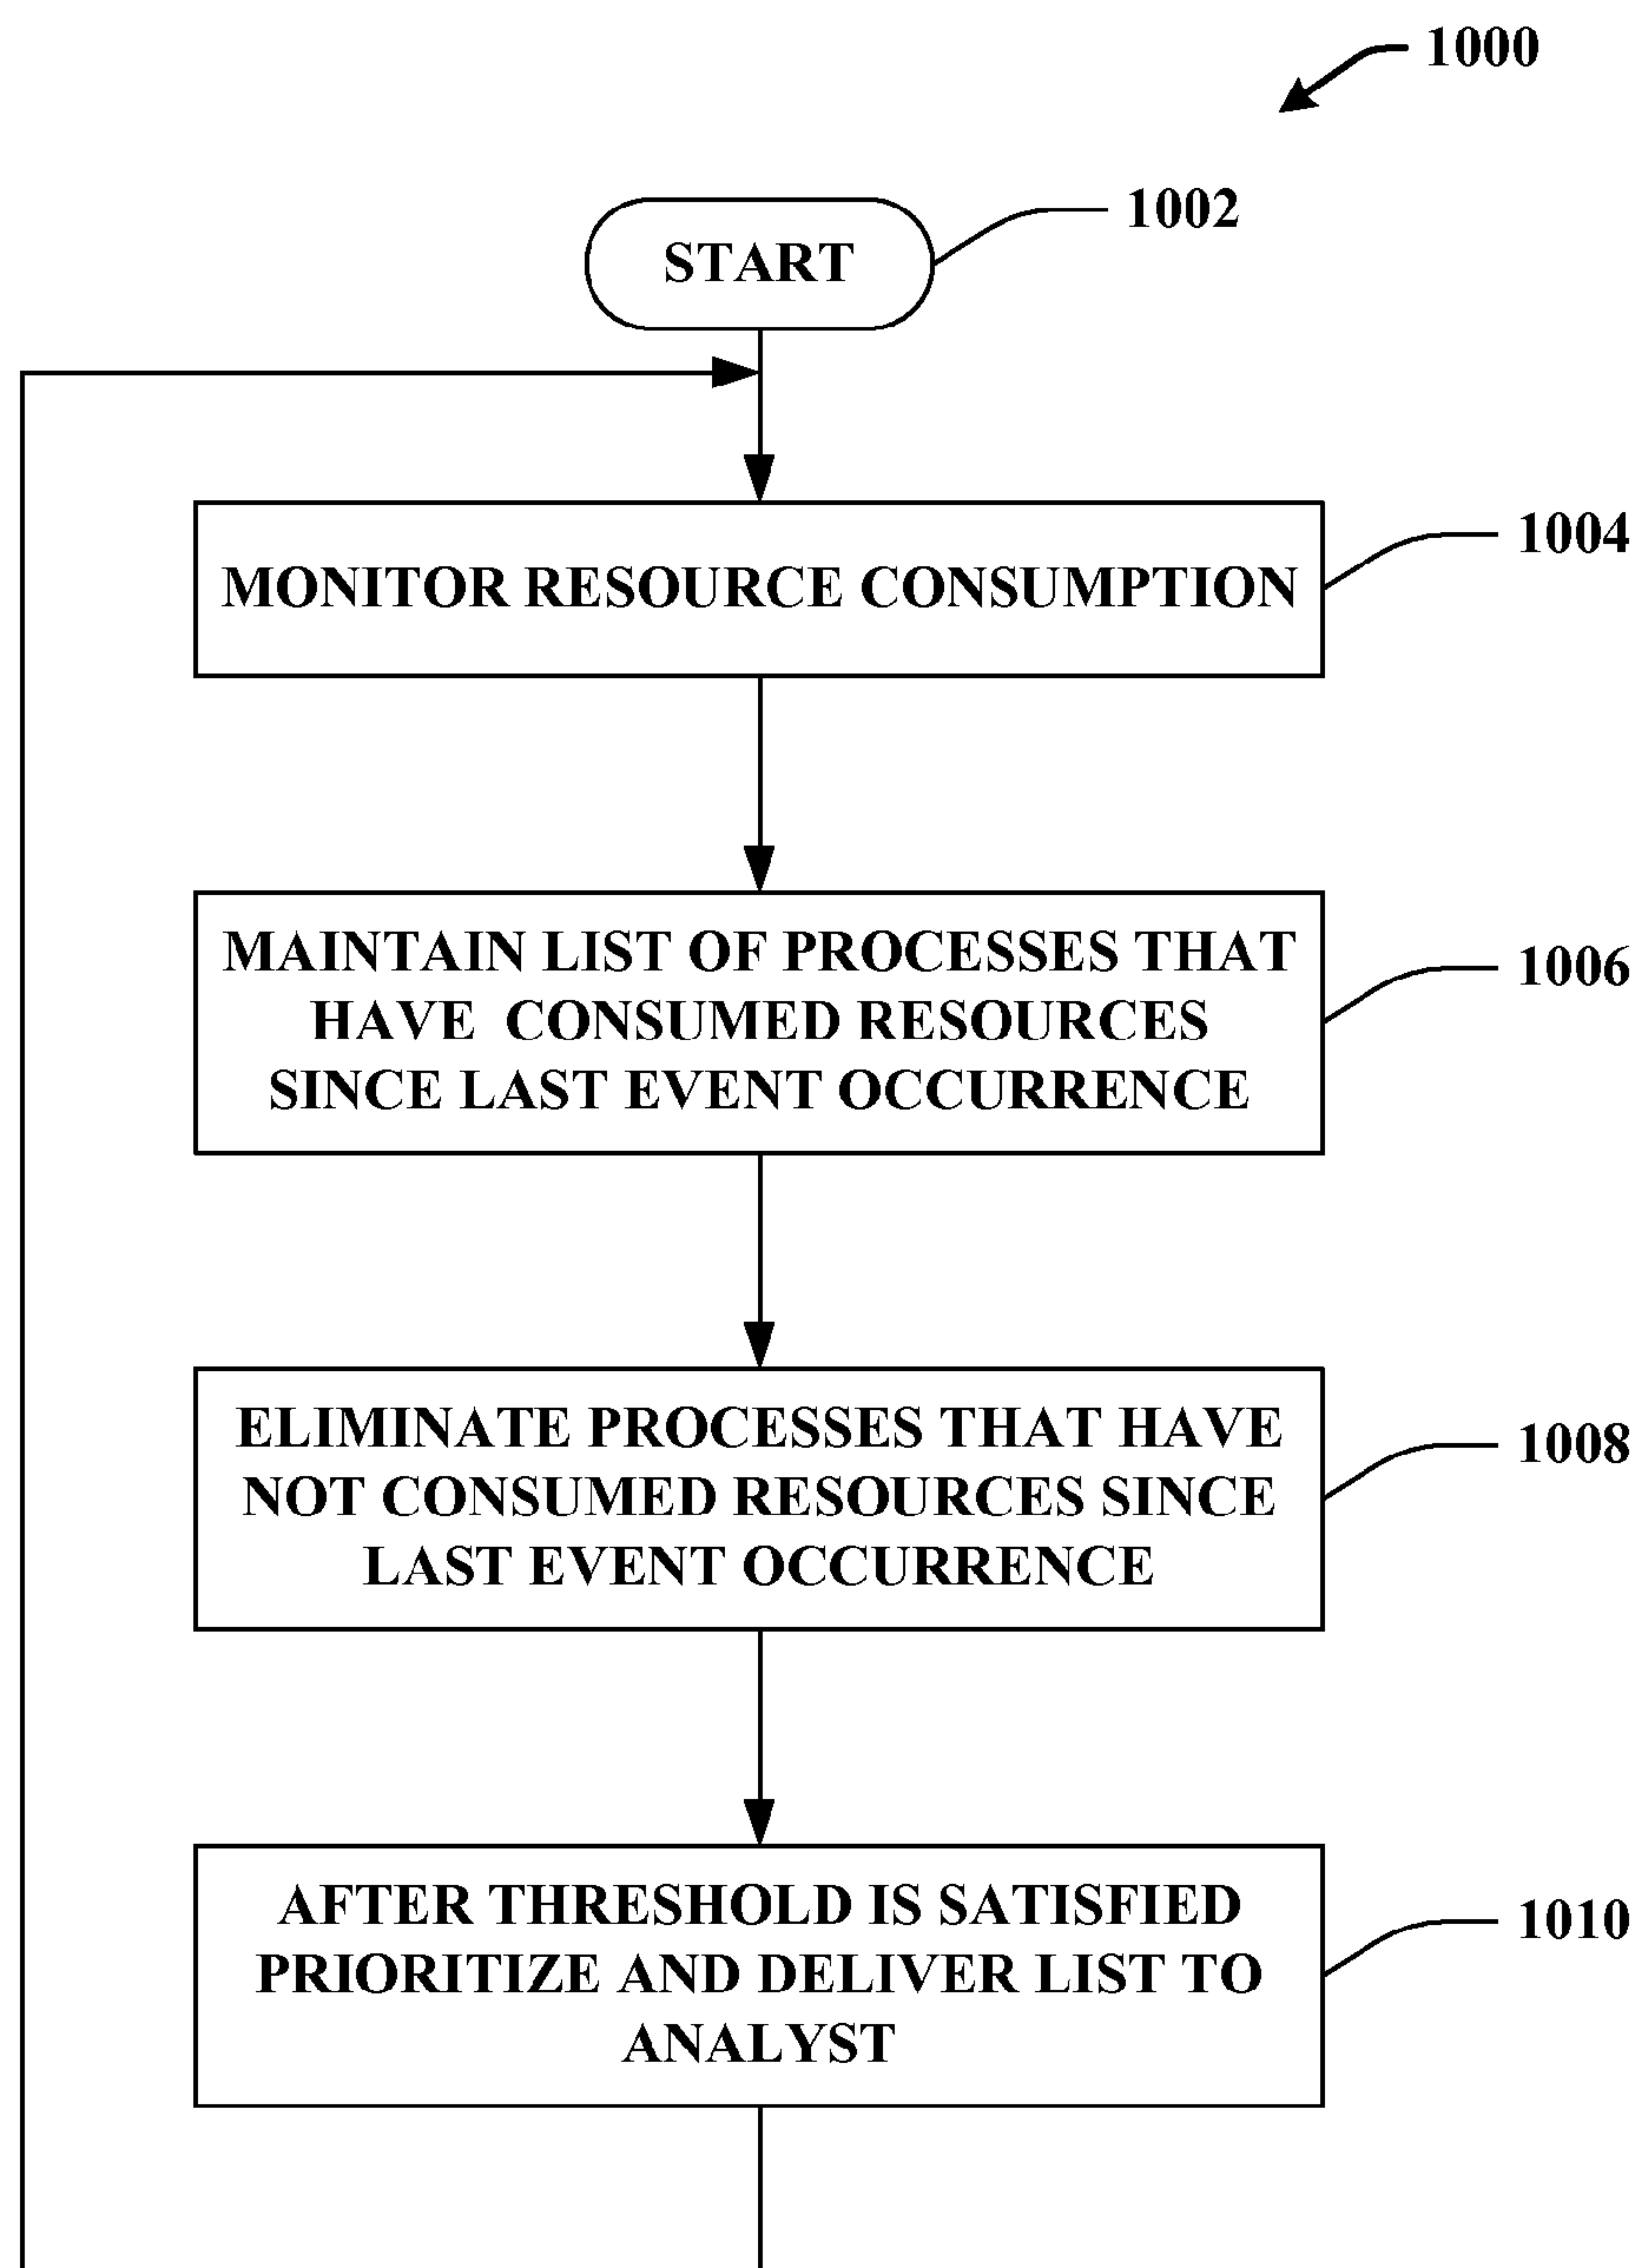 1000
START
1002
MONITOR RESOURCE CONSUMPTION
1004
MAINTAIN LIST OF PROCESSES THAT
HAVE CONSUMED RESOURCES
SINCE LAST EVENT OCCURRENCE
1006
ELIMINATE PROCESSES THAT HAVE
NOT CONSUMED RESOURCES SINCE
LAST EVENT OCCURRENCE
1008
AFTER THRESHOLD IS SATISFIED
PRIORITIZE AND DELIVER LIST TO
ANALYST
1010